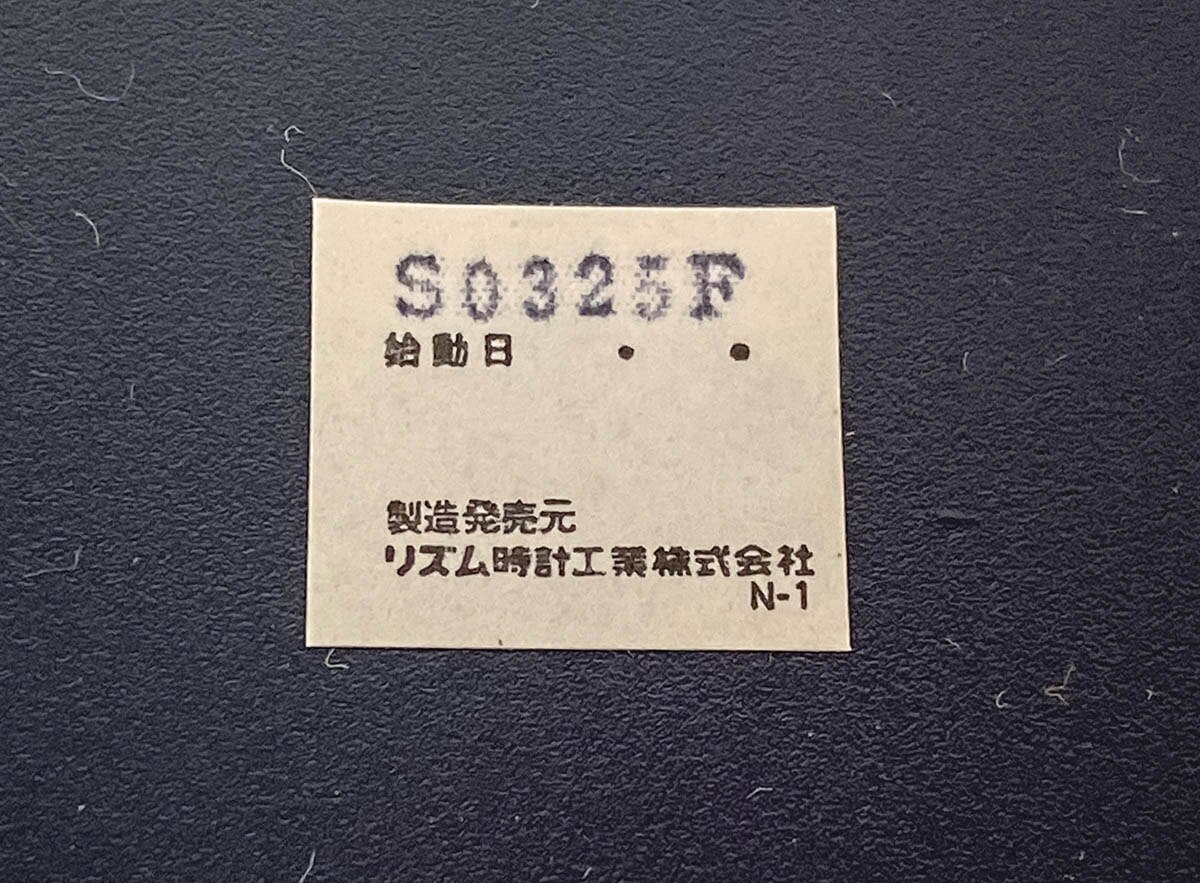 S0325F
始動日 ・ ・
製造発売元
リズム時計工業株式会社
N-1